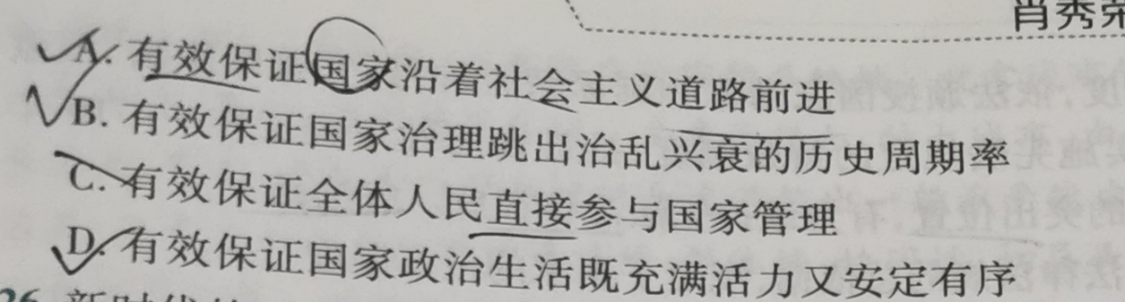 肖秀荣
A. 有效保证国家沿着社会主义道路前进
B. 有效保证国家治理跳出治乱兴衰的历史周期率
C. 有效保证全体人民直接参与国家管理
D. 有效保证国家政治生活既充满活力又安定有序
26 新时代